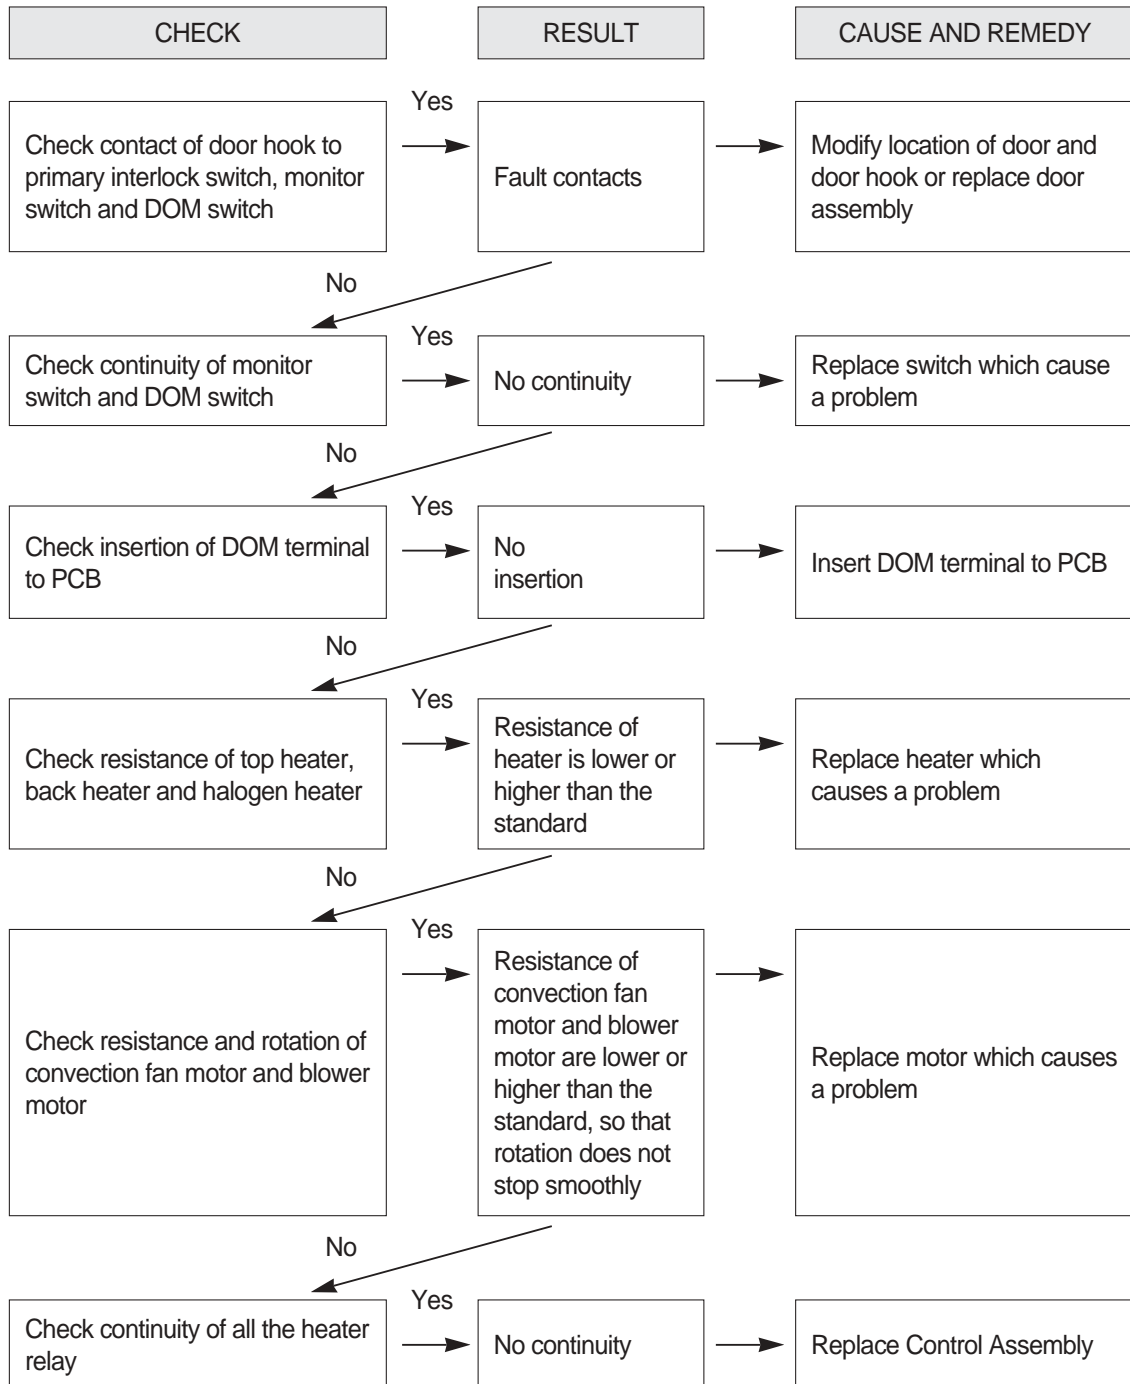 CHECK
RESULT
CAUSE AND REMEDY
Yes
Check contact of door hook to
primary interlock switch, monitor
switch and DOM switch
Fault contacts
Modify location of door and
door hook or replace door
assembly
No
Yes
Check continuity of monitor
switch and DOM switch
No continuity
Replace switch which cause
a problem
No
Yes
Check insertion of DOM terminal
to PCB
No
insertion
Insert DOM terminal to PCB
No
Yes
Check resistance of top heater,
back heater and halogen heater
Resistance of
heater is lower or
higher than the
standard
Replace heater which
causes a problem
No
Yes
Check resistance and rotation of
convection fan motor and blower
motor
Resistance of
convection fan
motor and blower
motor are lower or
higher than the
standard, so that
rotation does not
stop smoothly
Replace motor which causes
a problem
No
Yes
Check continuity of all the heater
relay
No continuity
Replace Control Assembly